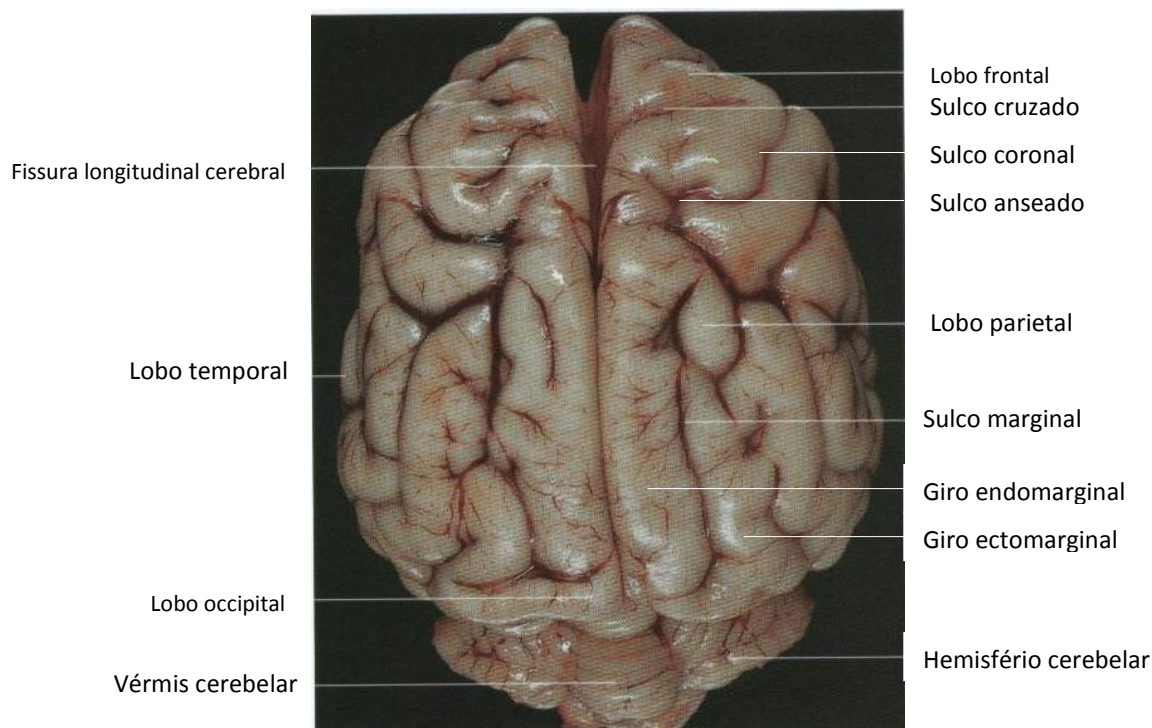 Lobo frontal
Sulco cruzado
Fissura longitudinal cerebral
Sulco coronal
Sulco anseado
Lobo parietal
Lobo temporal
Sulco marginal
Giro endomarginal
Giro ectomarginal
Lobo occipital
Hemisfério cerebelar
Vérmis cerebelar